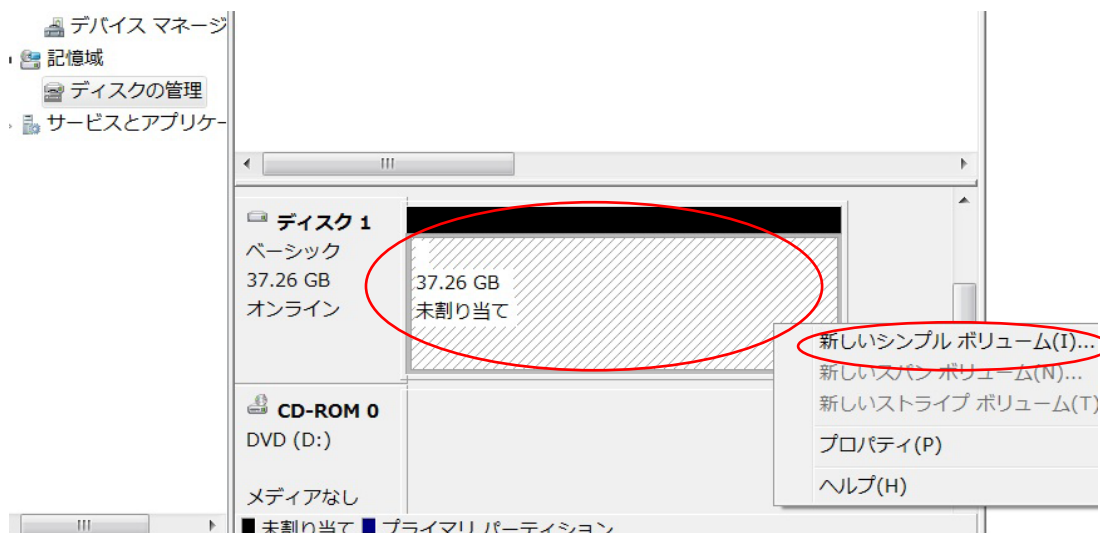 デバイス マネージ
記憶域
ディスクの管理
サービスとアプリケー
ディスク 1
ベーシック
37.26 GB
オンライン
37.26 GB
未割り当て
新しいシンプル ボリューム(I)...
新しいスパン ボリューム(N)...
新しいストライプ ボリューム(T)
プロパティ(P)
ヘルプ(H)
CD-ROM 0
DVD (D:)
メディアなし
未割り当て プライマリ パーティション